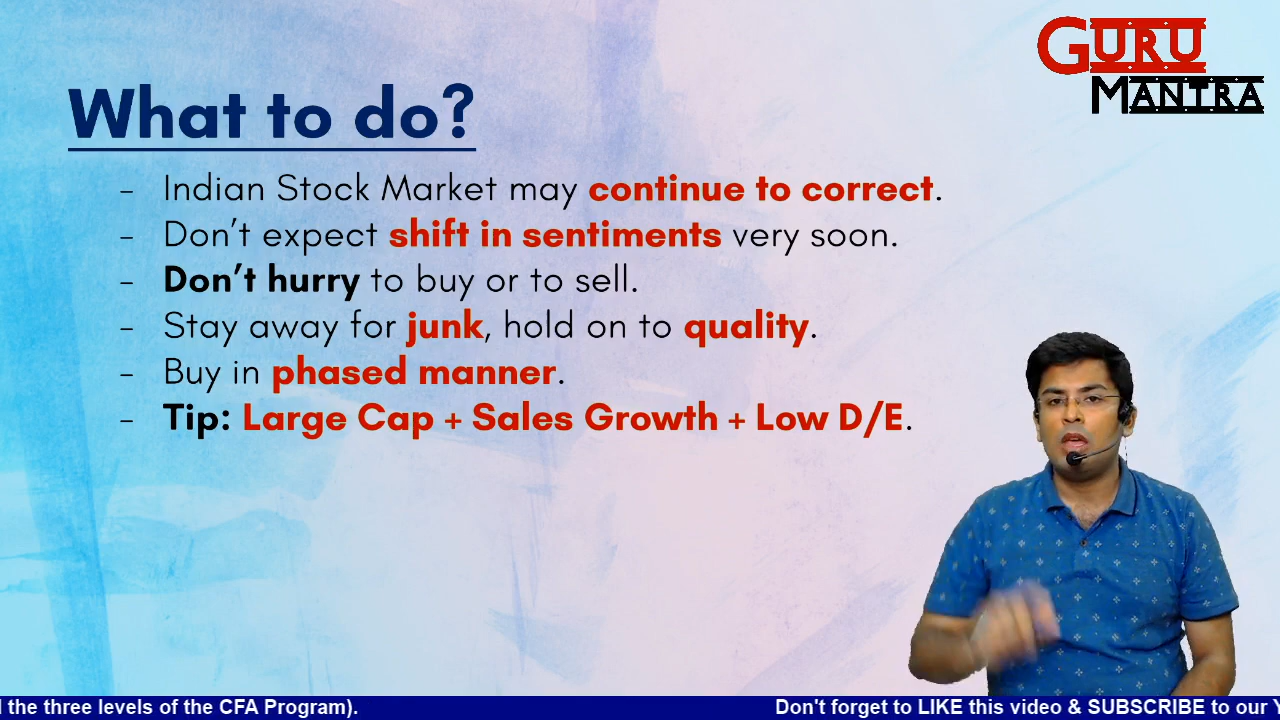 GURU
MANTRA
What to do?
- Indian Stock Market may continue to correct.
- Don't expect shift in sentiments very soon.
- Don't hurry to buy or to sell.
- Stay away for junk, hold on to quality.
- Buy in phased manner.
- Tip: Large Cap + Sales Growth + Low D/E.
the three levels of the CFA Program). Don't forget to LIKE this video & SUBSCRIBE to our